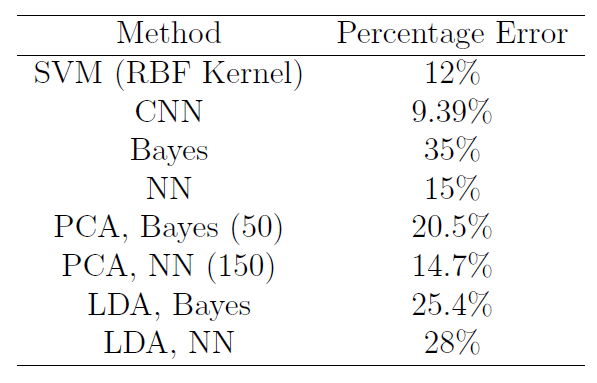 Method Percentage Error
SVM (RBF Kernel) 12%
CNN 9.39%
Bayes 35%
NN 15%
PCA, Bayes (50) 20.5%
PCA, NN (150) 14.7%
LDA, Bayes 25.4%
LDA, NN 28%